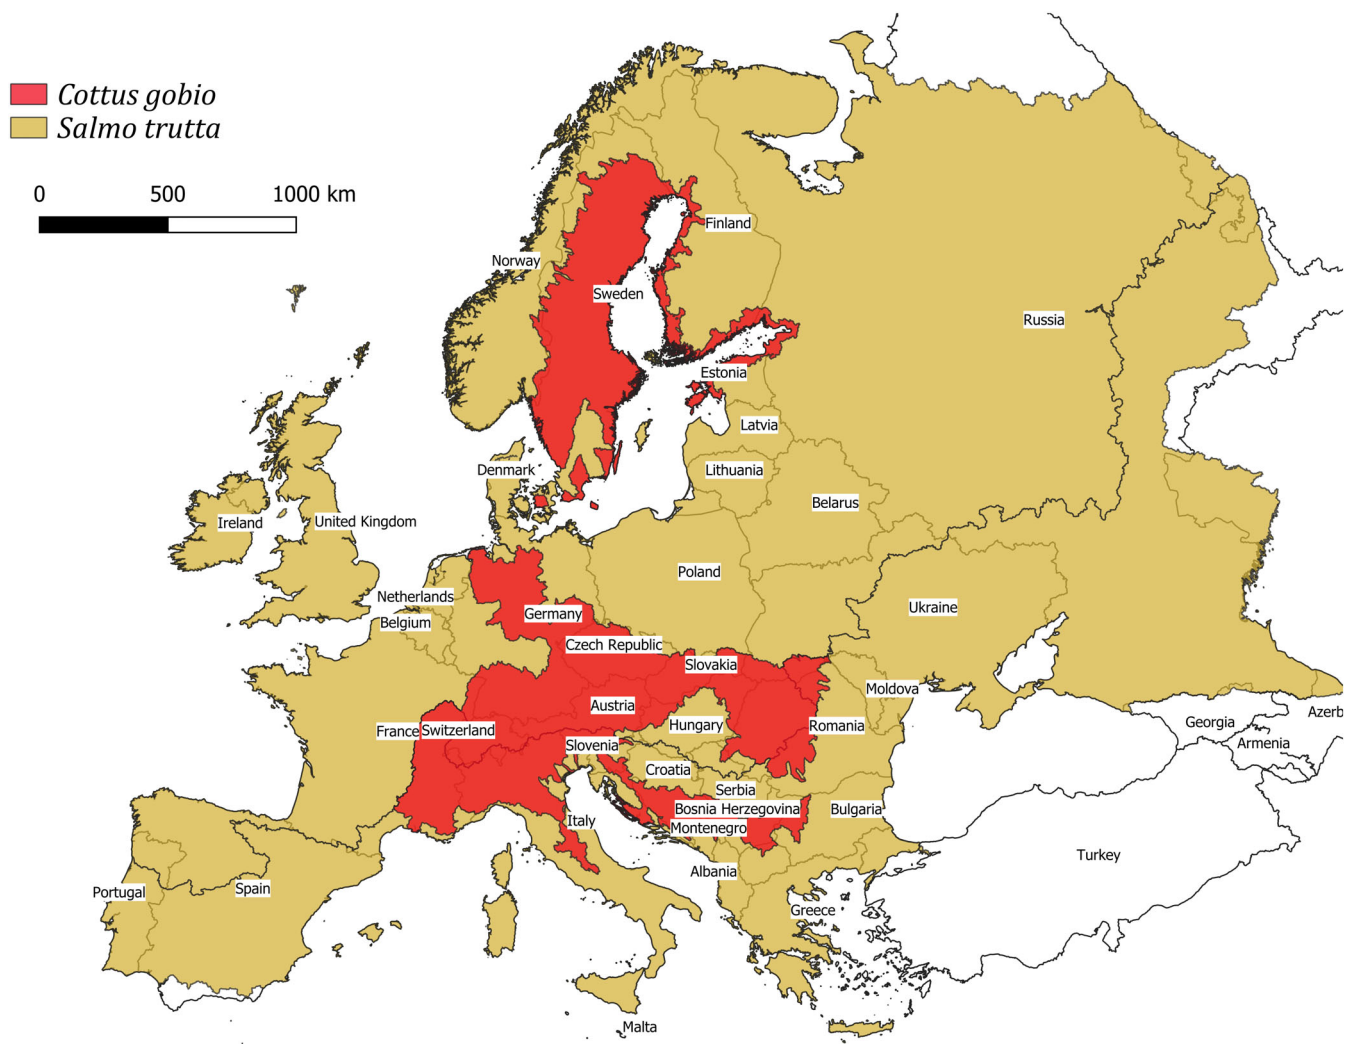 Cottus gobio
Salmo trutta
0 500 1000 km
Finland
Norway
Sweden
Russia
Estonia
Latvia
Denmark
Lithuania
Belarus
Ireland
United Kingdom
Poland
Netherlands
Ukraine
Germany
Belgium
Czech Republic
Slovakia
Moldova
Austria
Hungary
Romania
Azerb
Georgia
France
Switzerland
Slovenia
Armenia
Croatia
Serbia
Bosnia Herzegovina
Bulgaria
Italy
Montenegro
Turkey
Albania
Portugal
Spain
Greece
Malta